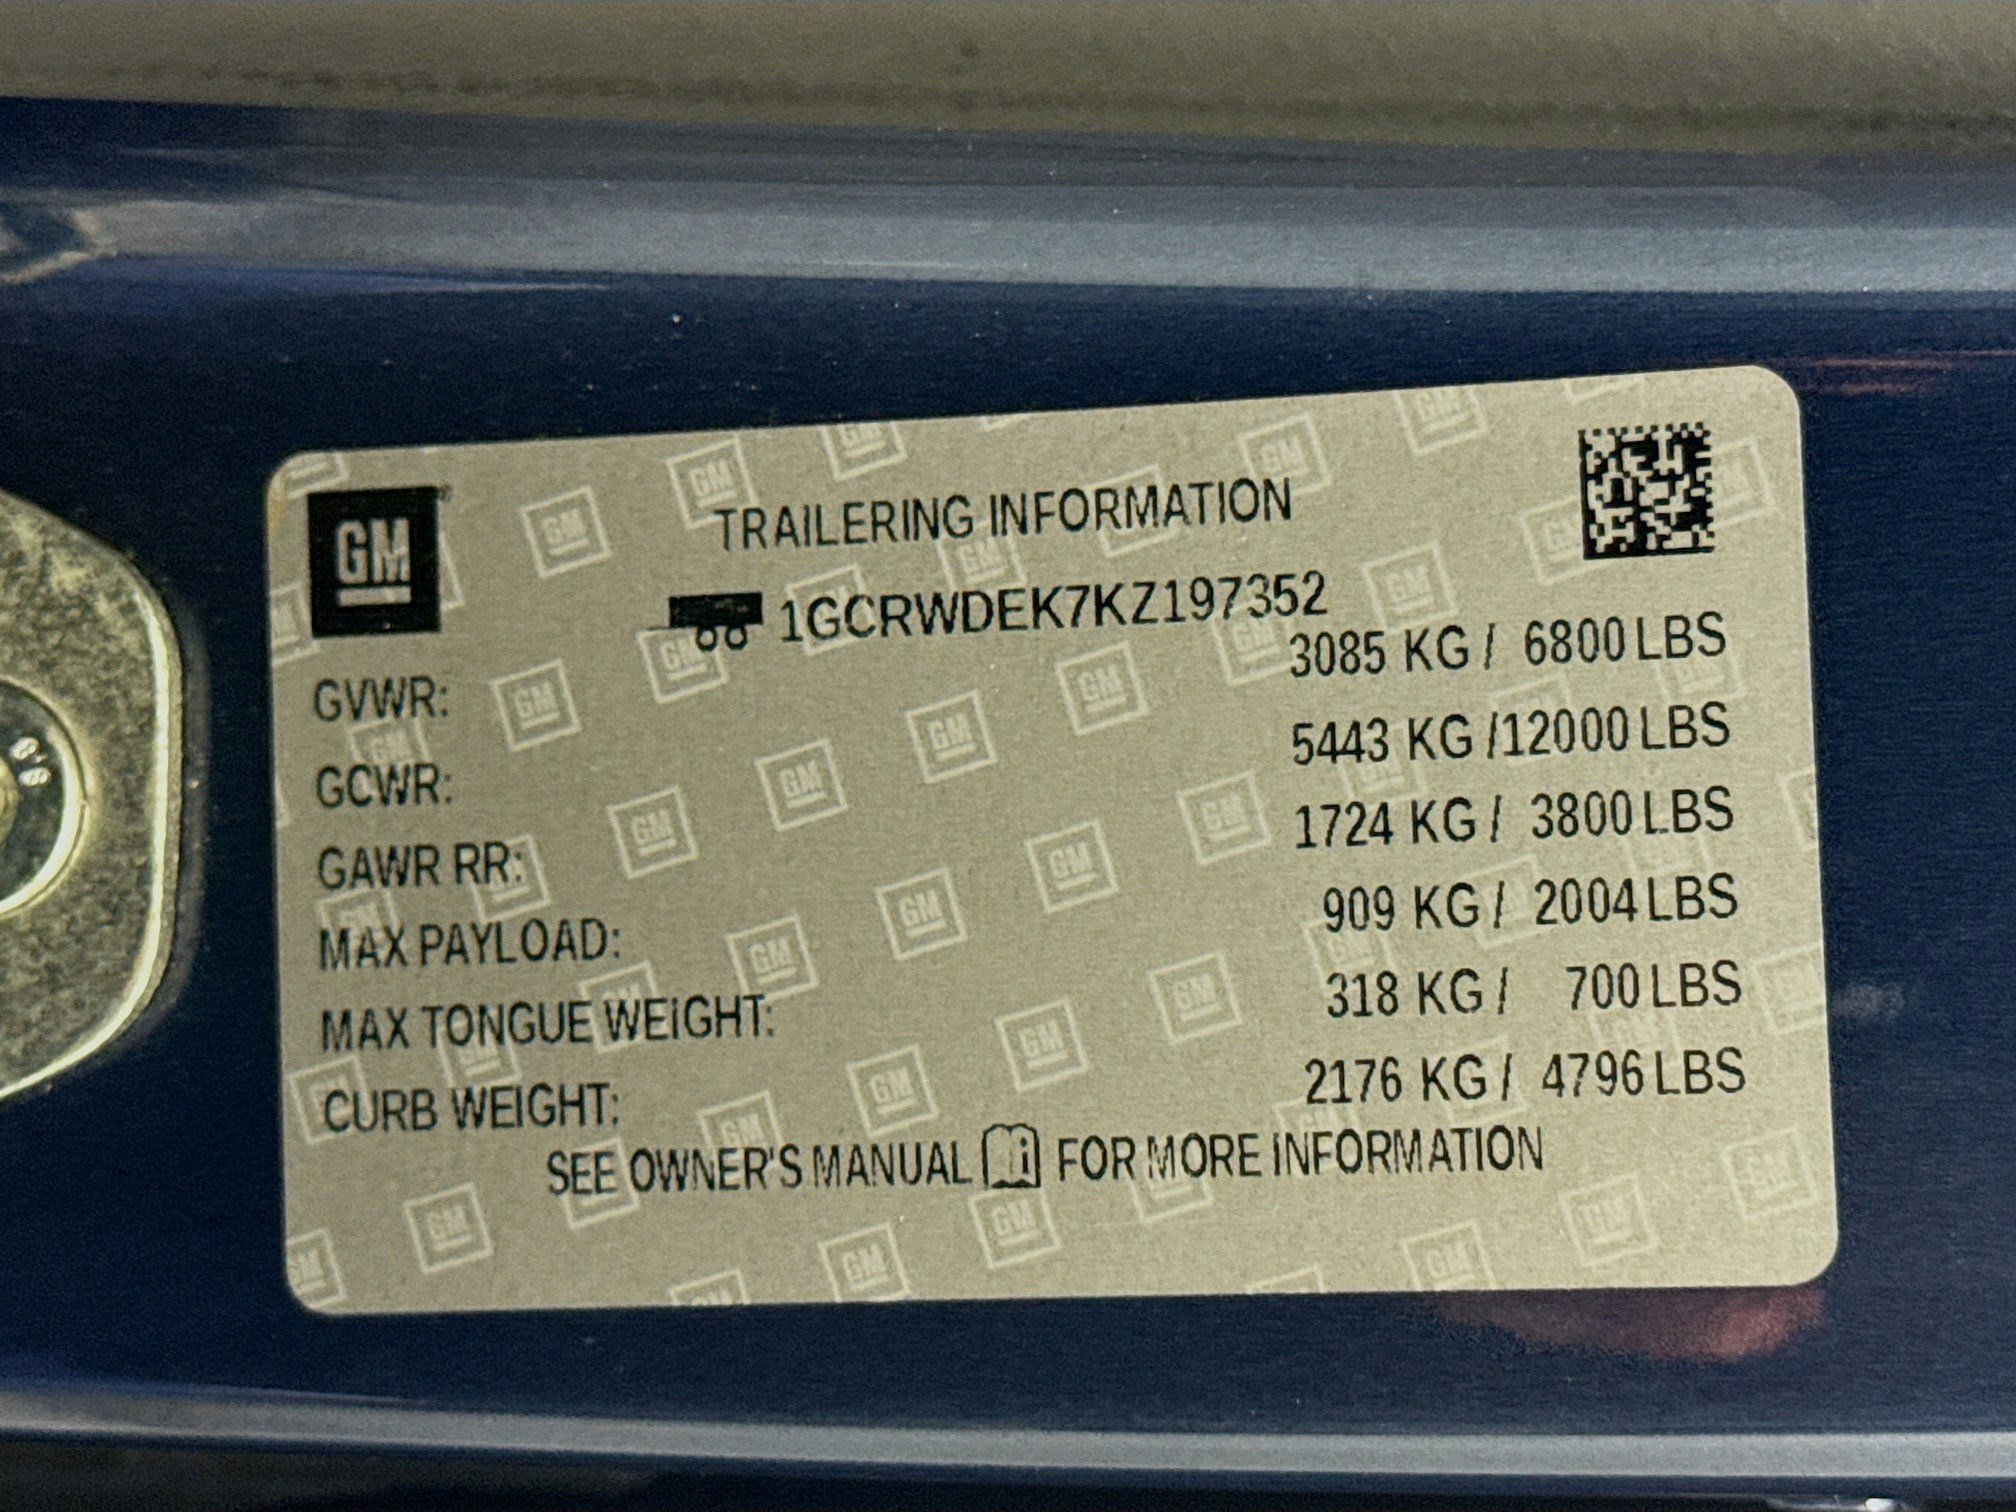 GM
TRAILERING INFORMATION
1GCRWDEK7KZ197352
GVWR: 3085 KG / 6800 LBS
GCWR: 5443 KG /12000 LBS
GAWR RR: 1724 KG / 3800 LBS
MAX PAYLOAD: 909 KG / 2004 LBS
MAX TONGUE WEIGHT: 318 KG / 700 LBS
CURB WEIGHT: 2176 KG / 4796 LBS
SEE OWNER'S MANUAL i FOR MORE INFORMATION